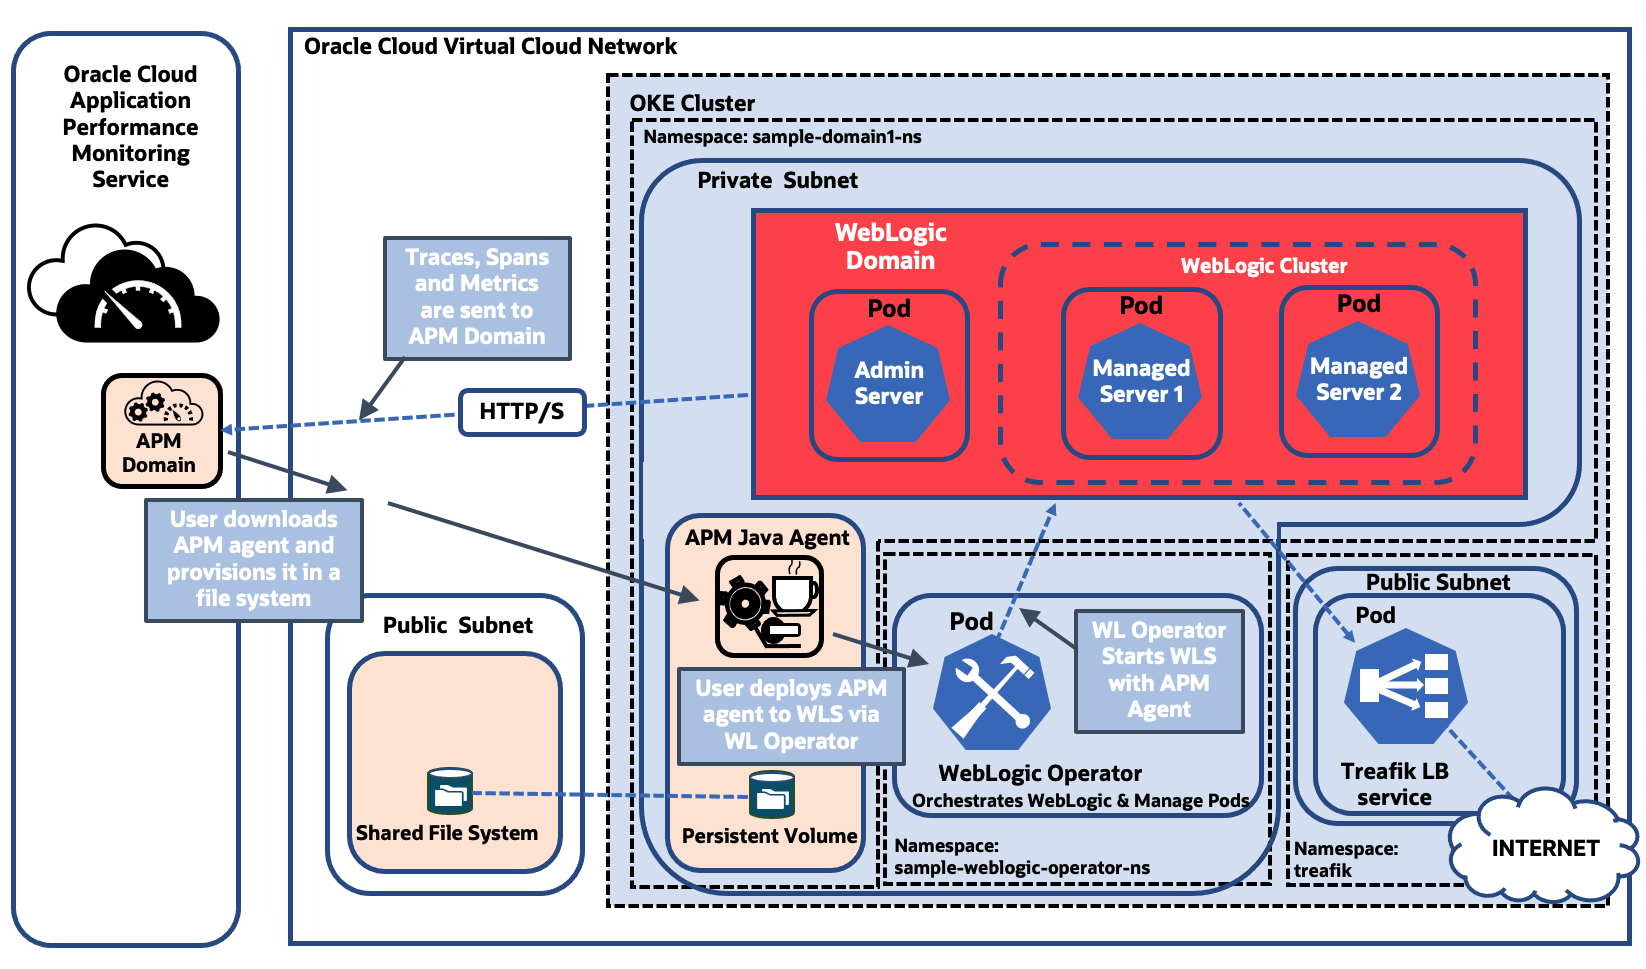 Oracle Cloud Virtual Cloud Network
Oracle Cloud
Application
Performance
Monitoring
Service
OKE Cluster
Namespace: sample-domain1-ns
Private Subnet
WebLogic
Domain
WebLogic Cluster
Pod
Admin
Server
Pod
Managed
Server 1
Pod
Managed
Server 2
Traces, Spans
and Metrics
are sent to
APM Domain
HTTP/S
APM
Domain
User downloads
APM agent and
provisions it in a
file system
APM Java Agent
Public Subnet
Shared File System
User deploys APM
agent to WLS via
WL Operator
Persistent Volume
Pod
WL Operator
Starts WLS
with APM
Agent
WebLogic Operator
Orchestrates WebLogic & Manage Pods
Namespace:
sample-weblogic-operator-ns
Public Subnet
Pod
Treafik LB
service
Namespace:
treafik
INTERNET